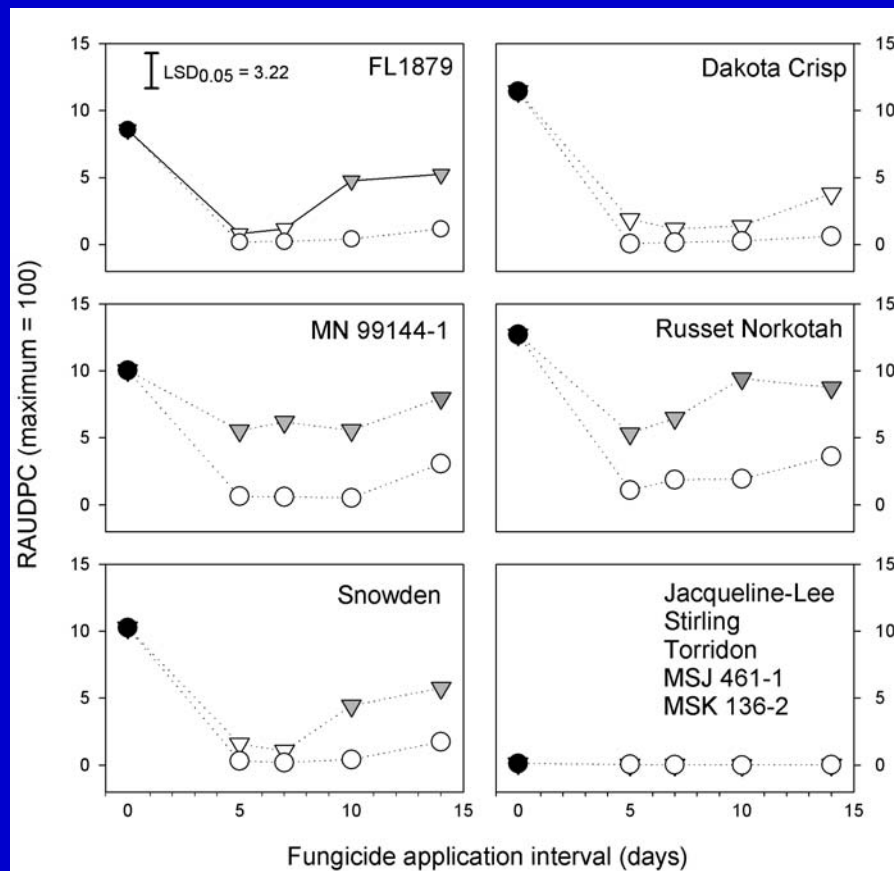 15
10
5
0
LSD0.05 = 3.22
FL1879
Dakota Crisp
15
10
5
0
15
10
5
0
MN 99144-1
Russet Norkotah
15
10
5
0
15
10
5
0
Snowden
Jacqueline-Lee
Stirling
Torridon
MSJ 461-1
MSK 136-2
15
10
5
0
0 5 10 15
0 5 10 15
RAUDPC (maximum = 100)
Fungicide application interval (days)